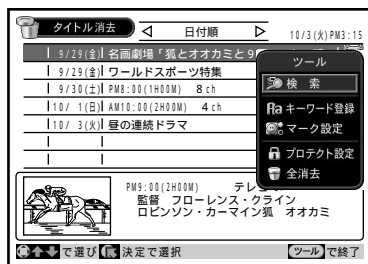 タイトル消去 日付順 10/3(火)PM3:15
9/29(金) 名画劇場「狐とオオカミと9
9/29(金) ワールドスポーツ特集
9/30(土) PM8:00(1H00M) 8ch
10/ 1(日) AM10:00(2H00M) 4ch
10/ 3(火) 昼の連続ドラマ
ツール
検索
Aa キーワード登録
マーク設定
プロテクト設定
全消去
PM9:00(2H00M) テレ
監督 フローレンス・クライン
ロビンソン・カーマイン狐 オオカミ
で選び 決定で選択 ツールで終了